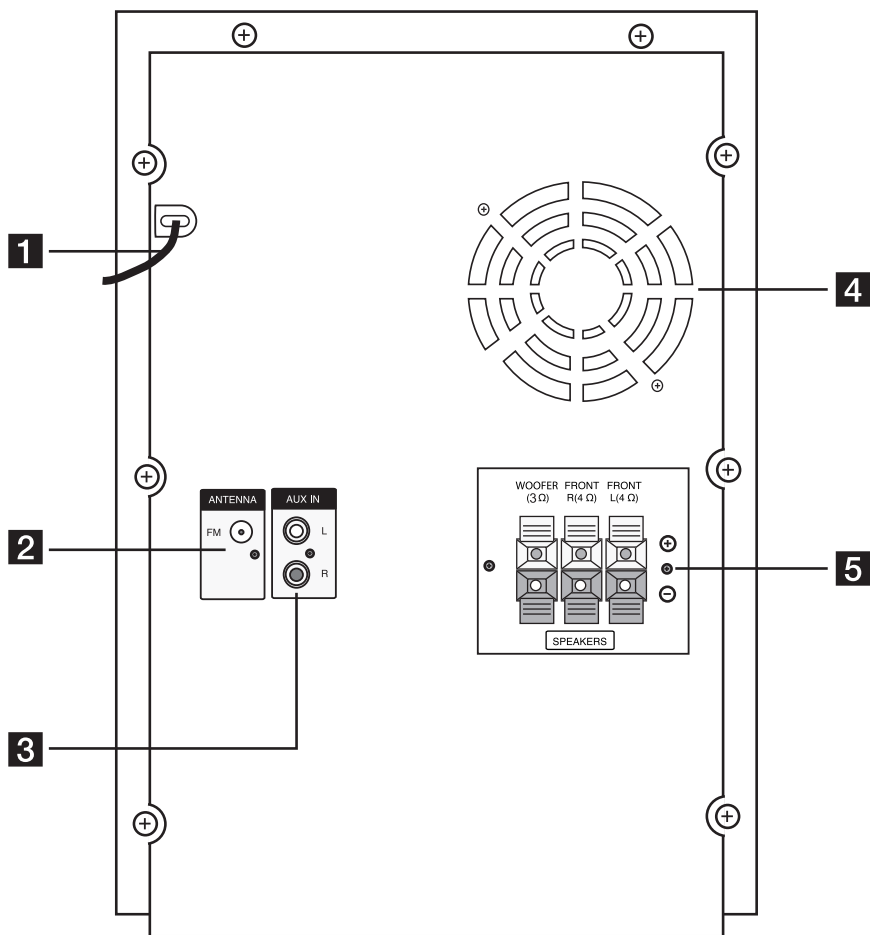 1
4
ANTENNA
AUX IN
WOOFER FRONT FRONT
(3 Ω) R(4 Ω) L(4 Ω)
FM
L
R
2
+
5
−
SPEAKERS
3